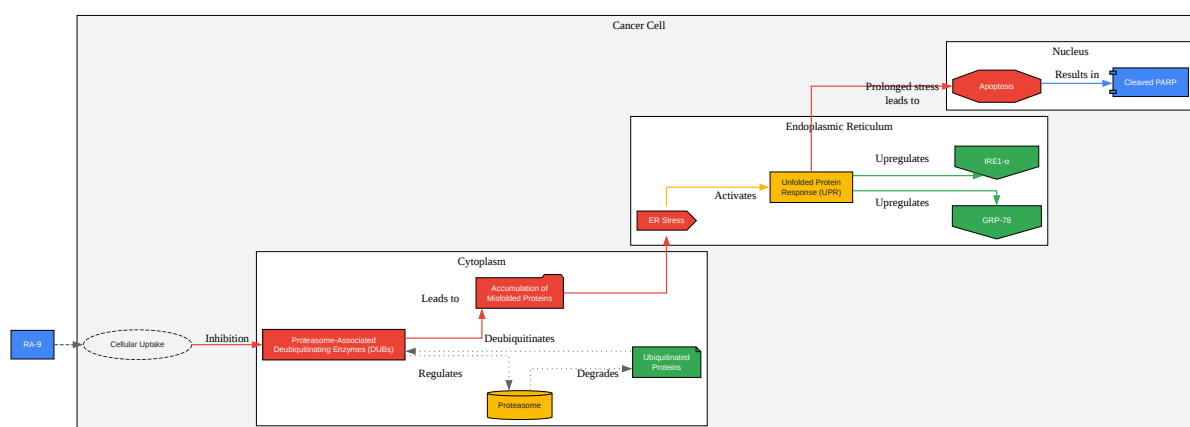 Cancer Cell
Nucleus
Prolonged stress
leads to
Apoptosis
Results in
Cleaved PARP
Endoplasmic Reticulum
Upregulates
IRE1-α
Unfolded Protein
Response (UPR)
Activates
Upregulates
ER Stress
GRP-78
Cytoplasm
Accumulation of
Misfolded Proteins
Leads to
RA-9
Cellular Uptake
Inhibition
Proteasome-Associated
Deubiquitinating Enzymes (DUBs)
Deubiquitinates
Ubiquitinated
Proteins
Regulates
Degrades
Proteasome